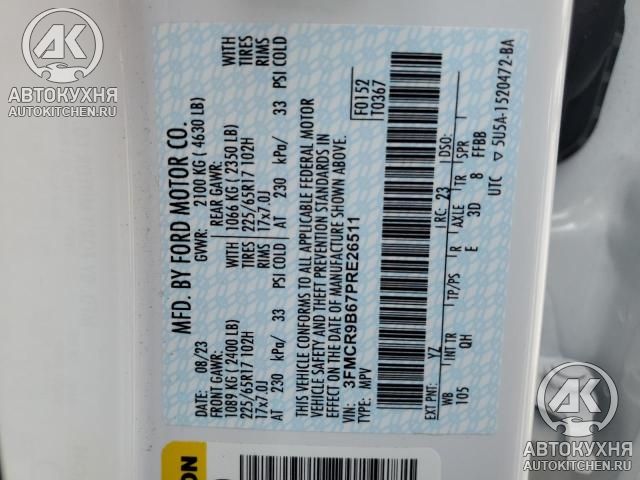 MFD. BY FORD MOTOR CO.
08/23 GVWR: 2100 KG ( 4630 LB)
FRONT GAWR: REAR GAWR:
1089 KG ( 2400 LB) 1066 KG ( 2350 LB) WITH
225/65R17 102H 225/65R17 102H TIRES
17x7.0J 17x7.0J RIMS
AT 230 kPa/ 33 PSI COLD AT 230 kPa/ 33 PSI COLD
WITH
TIRES
RIMS
THIS VEHICLE CONFORMS TO ALL APPLICABLE FEDERAL MOTOR
VEHICLE SAFETY AND THEFT PREVENTION STANDARDS IN
EFFECT ON THE DATE OF MANUFACTURE SHOWN ABOVE.
VIN: 3FMCR9B67PRE26511
TYPE: MPV
F0152
T0367
EXT PNT: YZ RC: 23 DSO:
WB INT TR TP/PS R AXLE TR SPR
105 QH E 3D 8 FFBB
UTC ▽ 5U5A-1520472-BA
ION
АК
АВТОКУХНЯ
AUTOKITCHEN.RU
АК
АВТОКУХНЯ
AUTOKITCHEN.RU